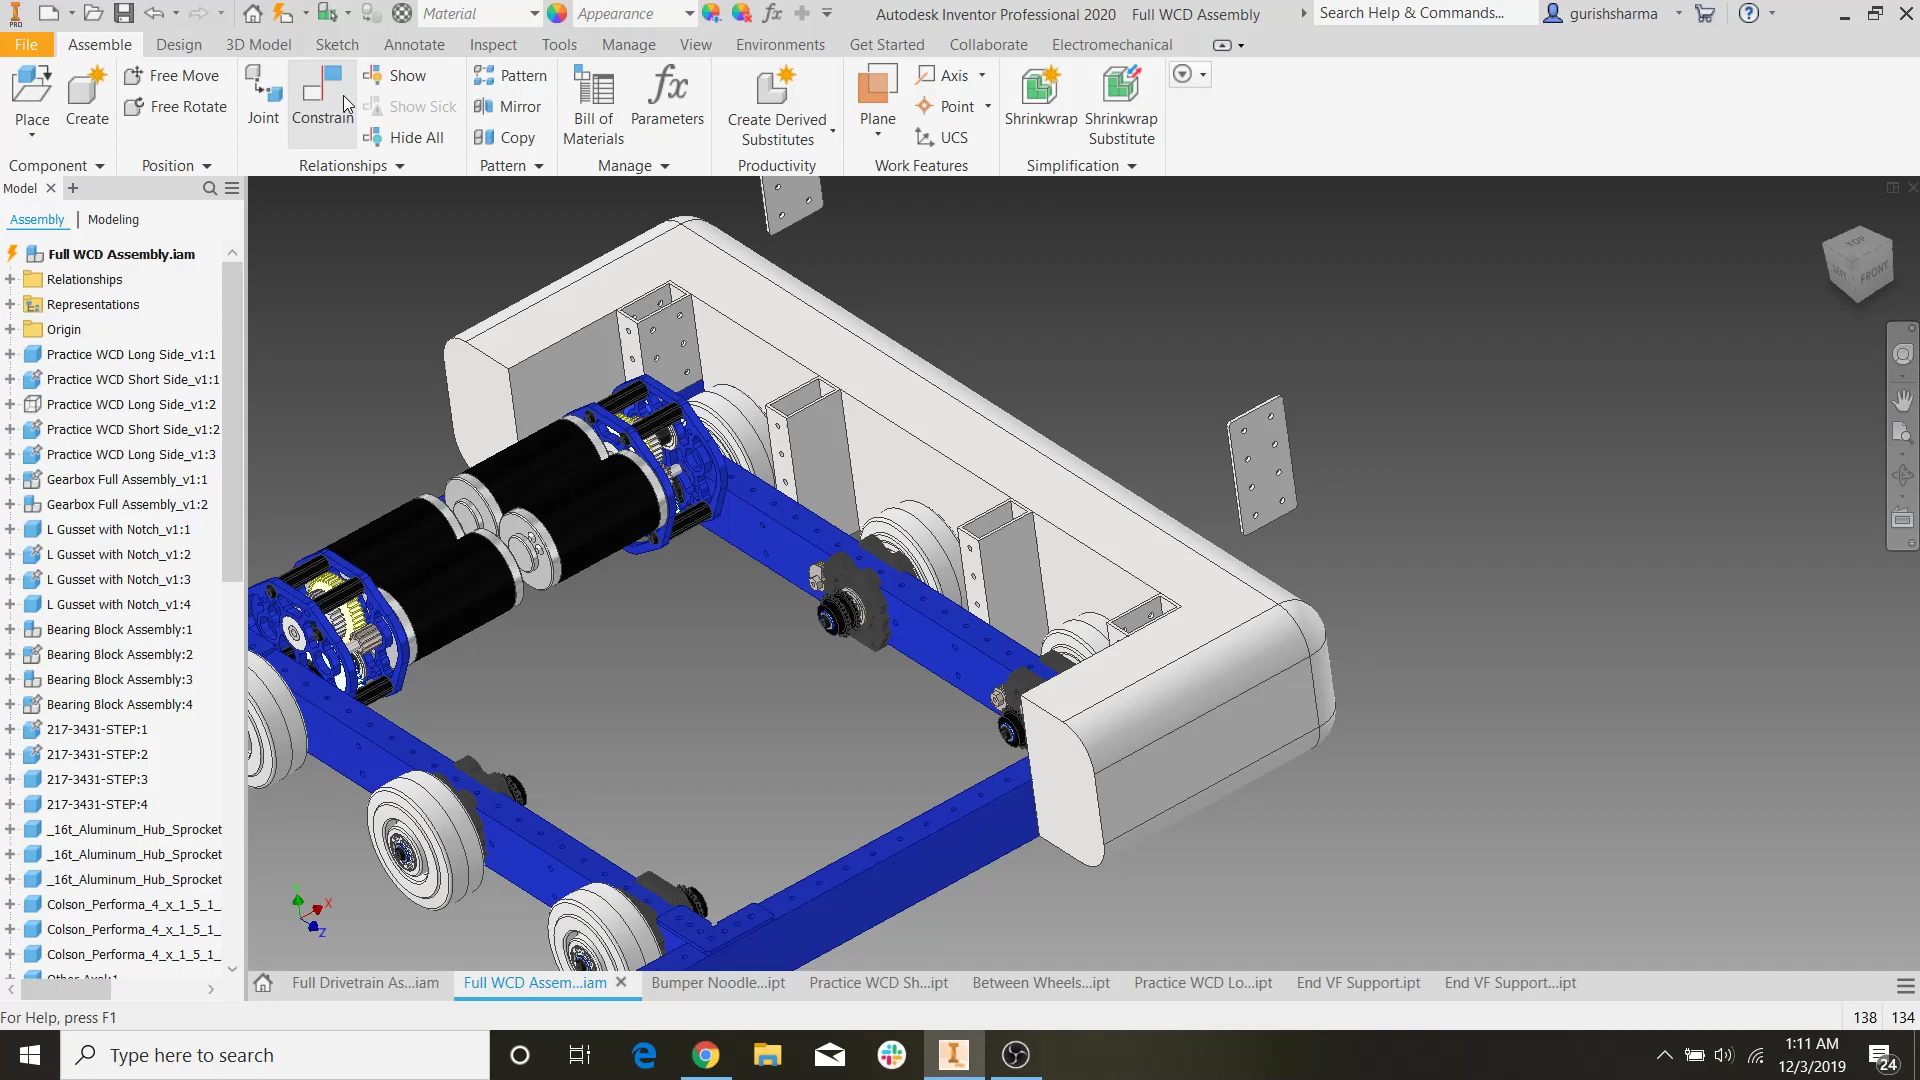 PRO Material Appearance fx Autodesk Inventor Professional 2020 Full WCD Assembly Search Help & Commands... gurishsharma
File Assemble Design 3D Model Sketch Annotate Inspect Tools Manage View Environments Get Started Collaborate Electromechanical
Place
Create
Free Move
Free Rotate
Joint
Constrain
Show
Show Sick
Hide All
Pattern
Mirror
Copy
Bill of
Materials
fx
Parameters
Create Derived
Substitutes
Plane
Axis
Point
UCS
Shrinkwrap
Shrinkwrap
Substitute
Component Position Relationships Pattern Manage Productivity Work Features Simplification
Model
Assembly | Modeling
Full WCD Assembly.iam
Relationships
Representations
Origin
Practice WCD Long Side_v1:1
Practice WCD Short Side_v1:1
Practice WCD Long Side_v1:2
Practice WCD Short Side_v1:2
Practice WCD Long Side_v1:3
Gearbox Full Assembly_v1:1
Gearbox Full Assembly_v1:2
L Gusset with Notch_v1:1
L Gusset with Notch_v1:2
L Gusset with Notch_v1:3
L Gusset with Notch_v1:4
Bearing Block Assembly:1
Bearing Block Assembly:2
Bearing Block Assembly:3
Bearing Block Assembly:4
217-3431-STEP:1
217-3431-STEP:2
217-3431-STEP:3
217-3431-STEP:4
_16t_Aluminum_Hub_Sprocket
_16t_Aluminum_Hub_Sprocket
_16t_Aluminum_Hub_Sprocket
Colson_Performa_4_x_1_5_1_
Colson_Performa_4_x_1_5_1_
Colson_Performa_4_x_1_5_1_
TOP
LEFT
FRONT
Y
X
Z
Full Drivetrain As...iam Full WCD Assem...iam Bumper Noodle...ipt Practice WCD Sh...ipt Between Wheels...ipt Practice WCD Lo...ipt End VF Support.ipt End VF Support...ipt
For Help, press F1
138 134
Type here to search
1:11 AM
12/3/2019
24